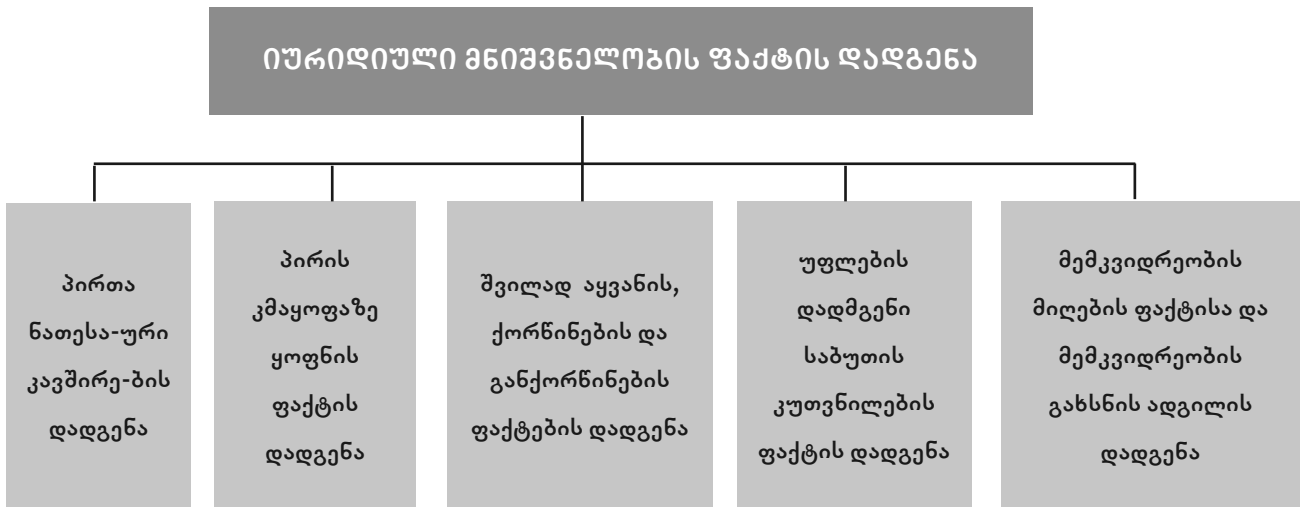 იურიდიული მნიშვნელობის ფაქტის დადგენა
პირთა
ნათესა-ური
კავშირე-ბის
დადგენა
პირის
კმაყოფაზე
ყოფნის
ფაქტის
დადგენა
შვილად აყვანის,
ქორწინების და
განქორწინების
ფაქტების დადგენა
უფლების
დადმგენი
საბუთის
კუთვნილების
ფაქტის დადგენა
მემკვიდრეობის
მიღების ფაქტისა და
მემკვიდრეობის
გახსნის ადგილის
დადგენა